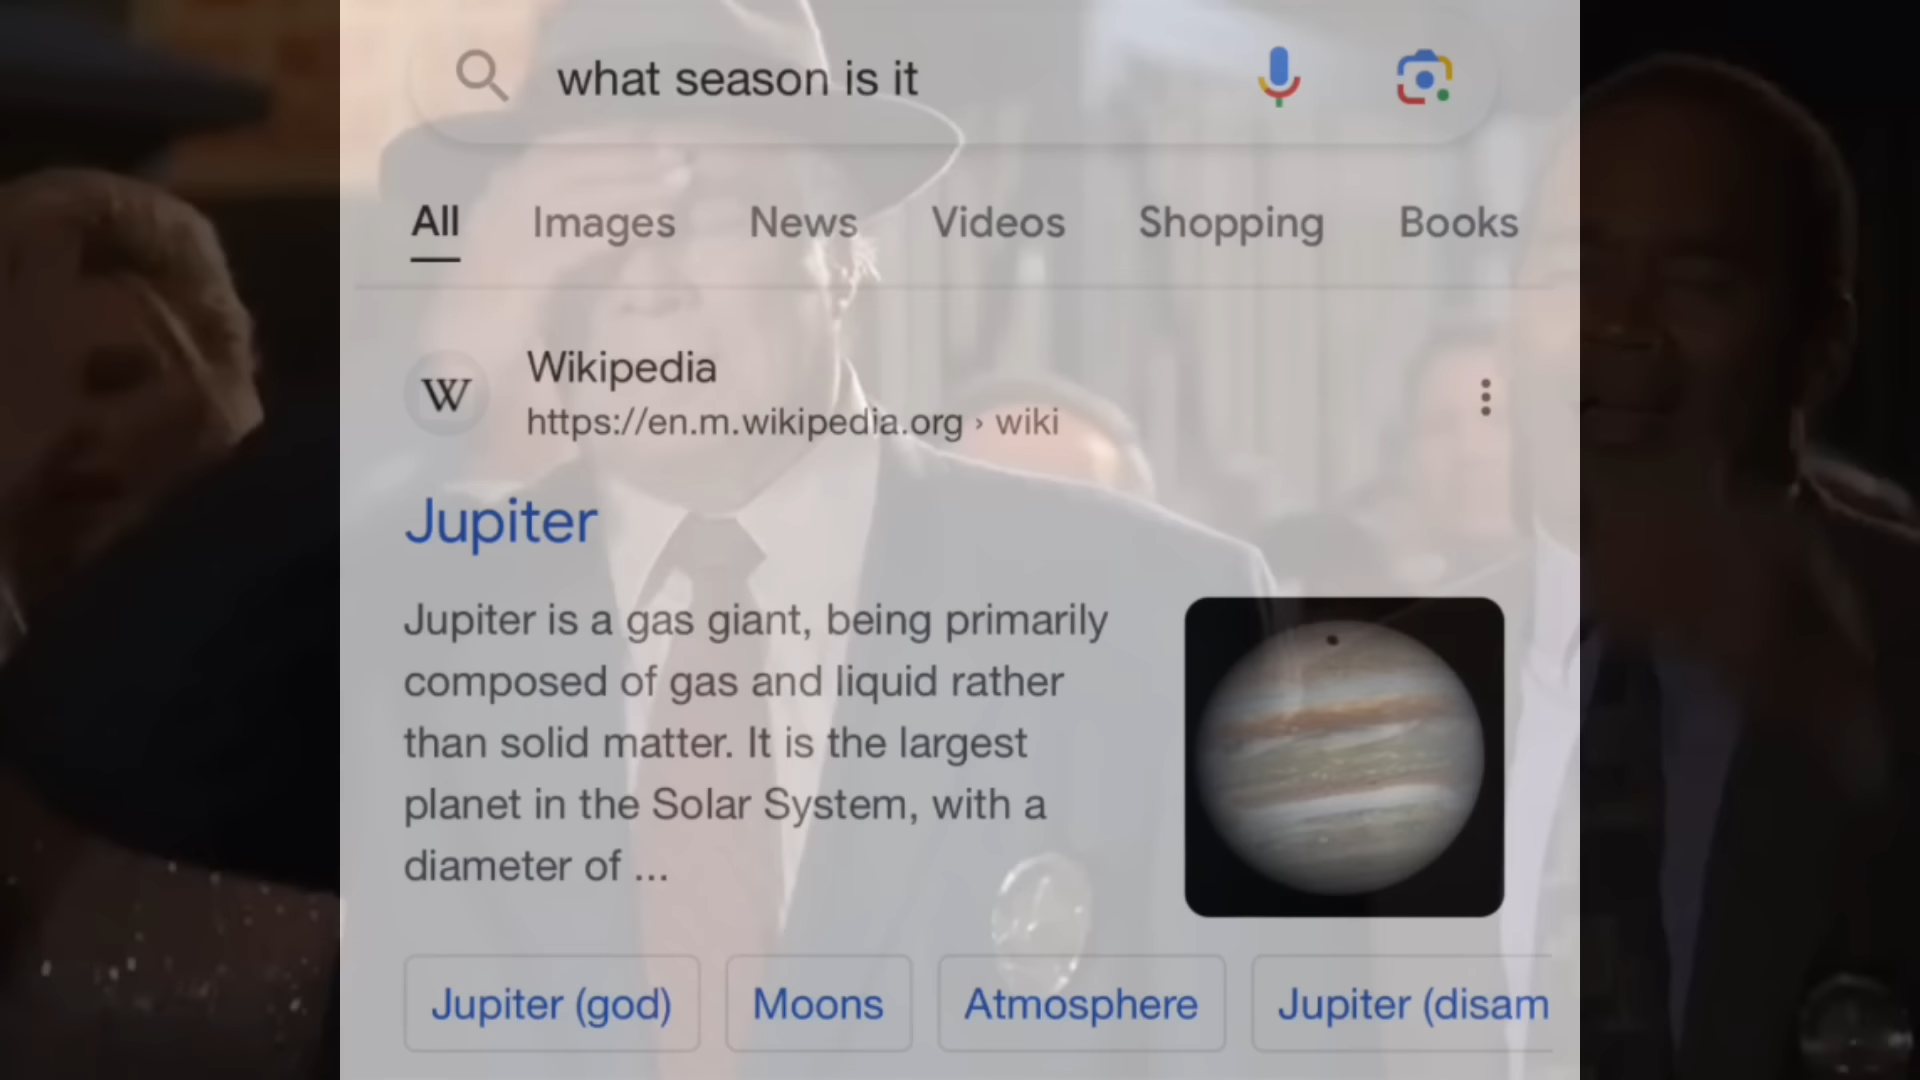 what season is it
All Images News Videos Shopping Books
W
Wikipedia
https://en.m.wikipedia.org › wiki
Jupiter
Jupiter is a gas giant, being primarily
composed of gas and liquid rather
than solid matter. It is the largest
planet in the Solar System, with a
diameter of ...
Jupiter (god) Moons Atmosphere Jupiter (disam